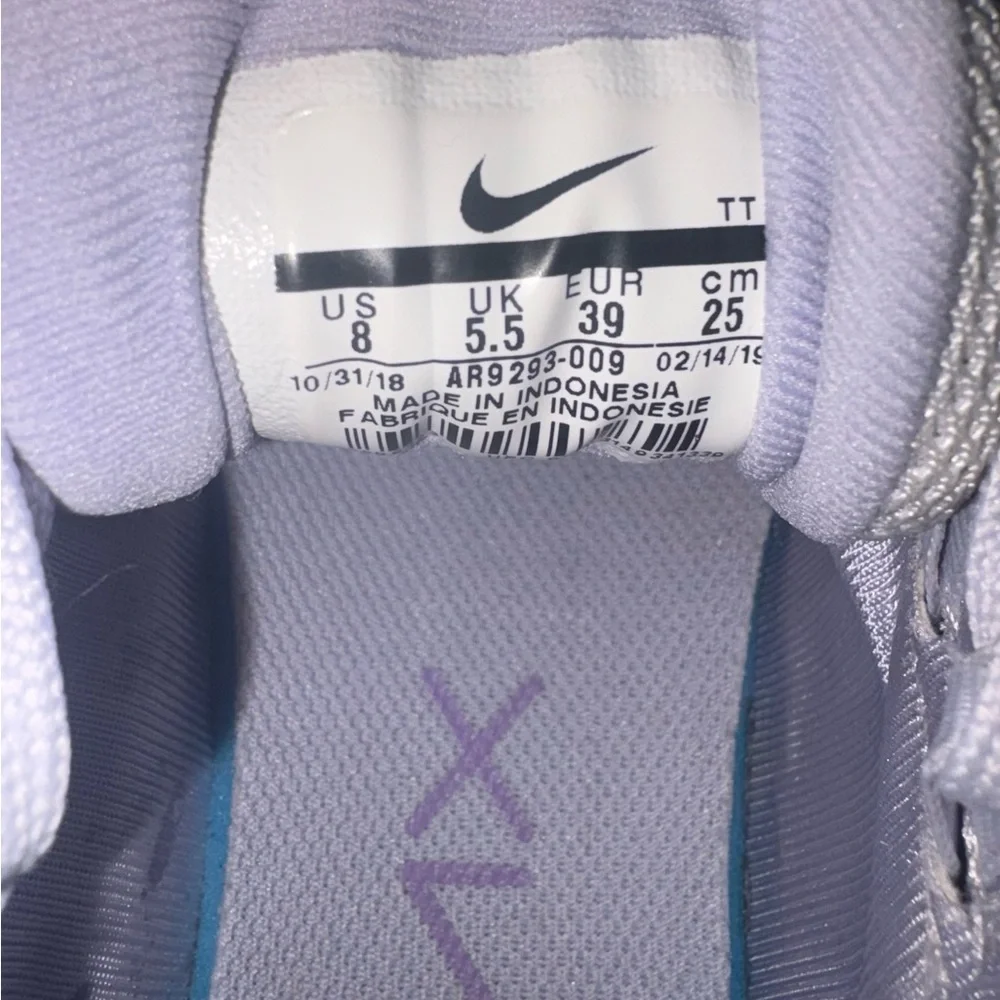 TT
US UK EUR cm
8 5.5 39 25
10/31/18 AR9293-009 02/14/19
MADE IN INDONESIA
FABRIQUE EN INDONESIE